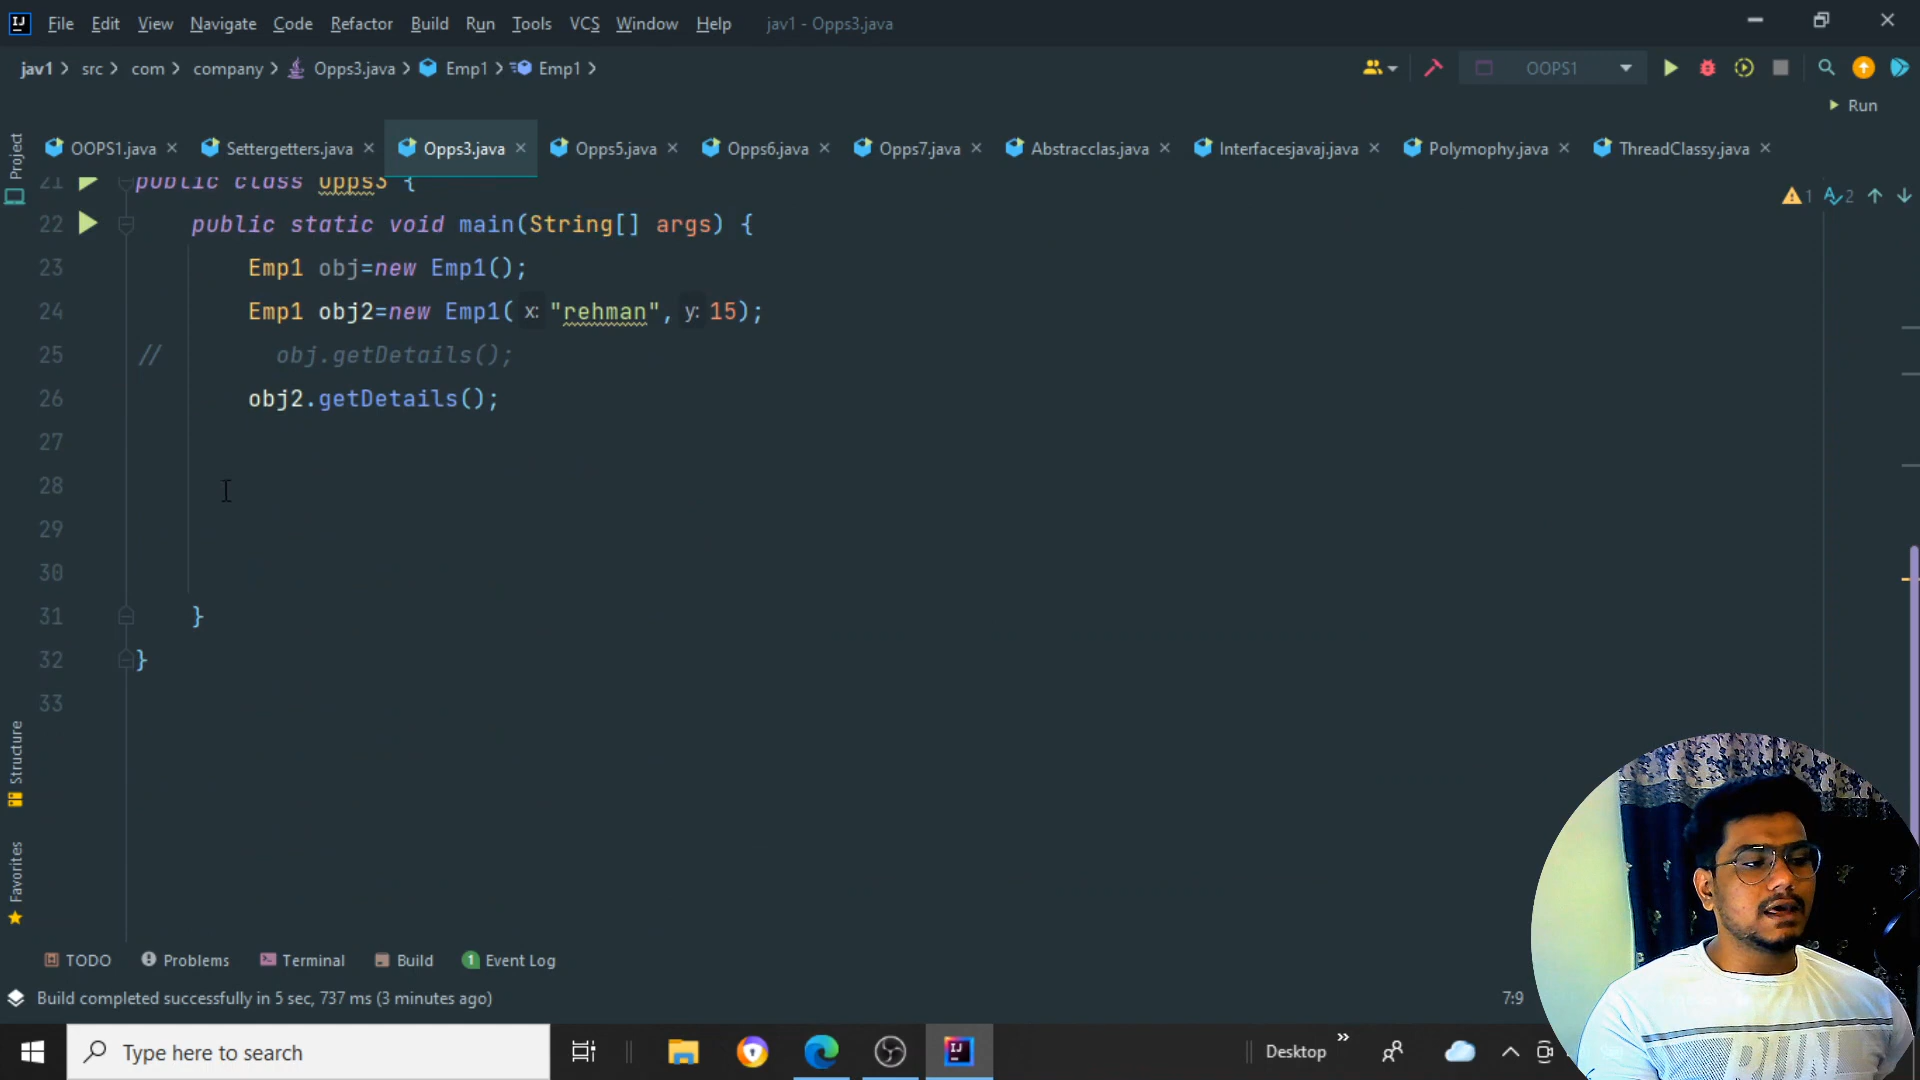 File Edit View Navigate Code Refactor Build Run Tools VCS Window Help jav1 - Opps3.java
jav1 src com company Opps3.java Emp1 Emp1 OOPS1
Run
OOPS1.java Settergetters.java Opps3.java Opps5.java Opps6.java Opps7.java Abstracclas.java Interfacesjavaj.java Polymophy.java ThreadClassy.java
Project
21 public class Opps3 {
1 2
22 public static void main(String[] args) {
23 Emp1 obj=new Emp1();
24 Emp1 obj2=new Emp1( x: "rehman", y: 15);
25 // obj.getDetails();
26 obj2.getDetails();
27
28
29
30
31 }
32 }
33
Structure
Favorites
TODO Problems Terminal Build 1 Event Log
Build completed successfully in 5 sec, 737 ms (3 minutes ago) 7:9
RUN
Type here to search Desktop